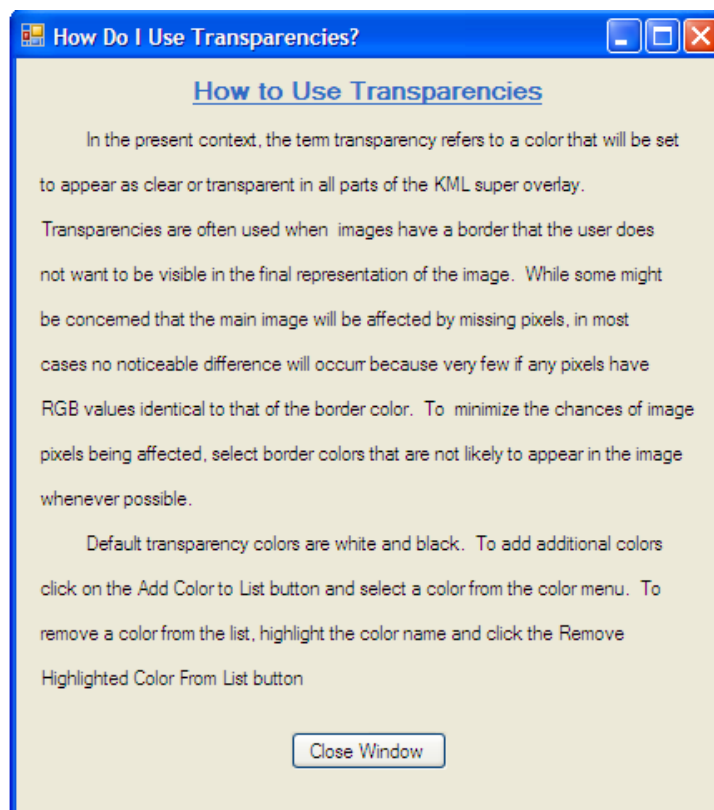 How Do I Use Transparencies?
How to Use Transparencies
In the present context, the term transparency refers to a color that will be set
to appear as clear or transparent in all parts of the KML super overlay.
Transparencies are often used when  images have a border that the user does
not want to be visible in the final representation of the image.  While some might
be concerned that the main image will be affected by missing pixels, in most
cases no noticeable difference will occurr because very few if any pixels have
RGB values identical to that of the border color.  To  minimize the chances of image
pixels being affected, select border colors that are not likely to appear in the image
whenever possible.
Default transparency colors are white and black.  To add additional colors
click on the Add Color to List button and select a color from the color menu.  To
remove a color from the list, highlight the color name and click the Remove
Highlighted Color From List button
Close Window